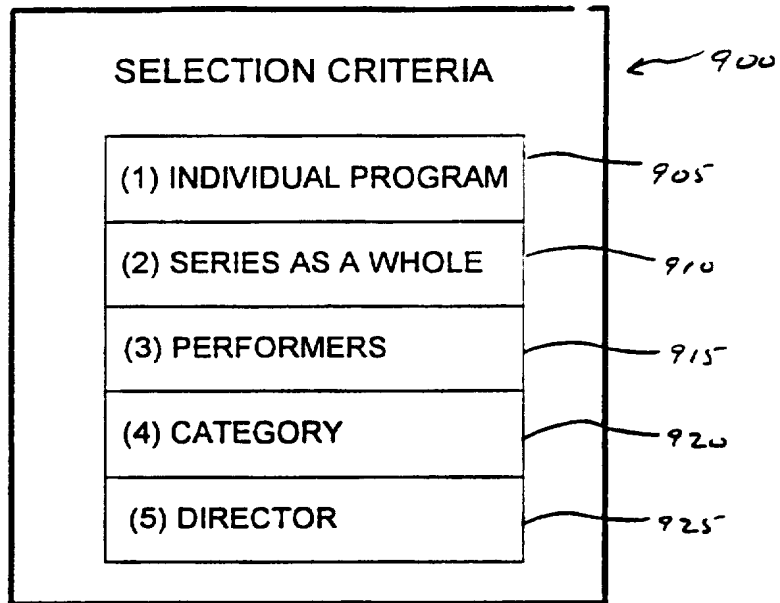 SELECTION CRITERIA
900
(1) INDIVIDUAL PROGRAM
905
(2) SERIES AS A WHOLE
910
(3) PERFORMERS
915
(4) CATEGORY
920
(5) DIRECTOR
925